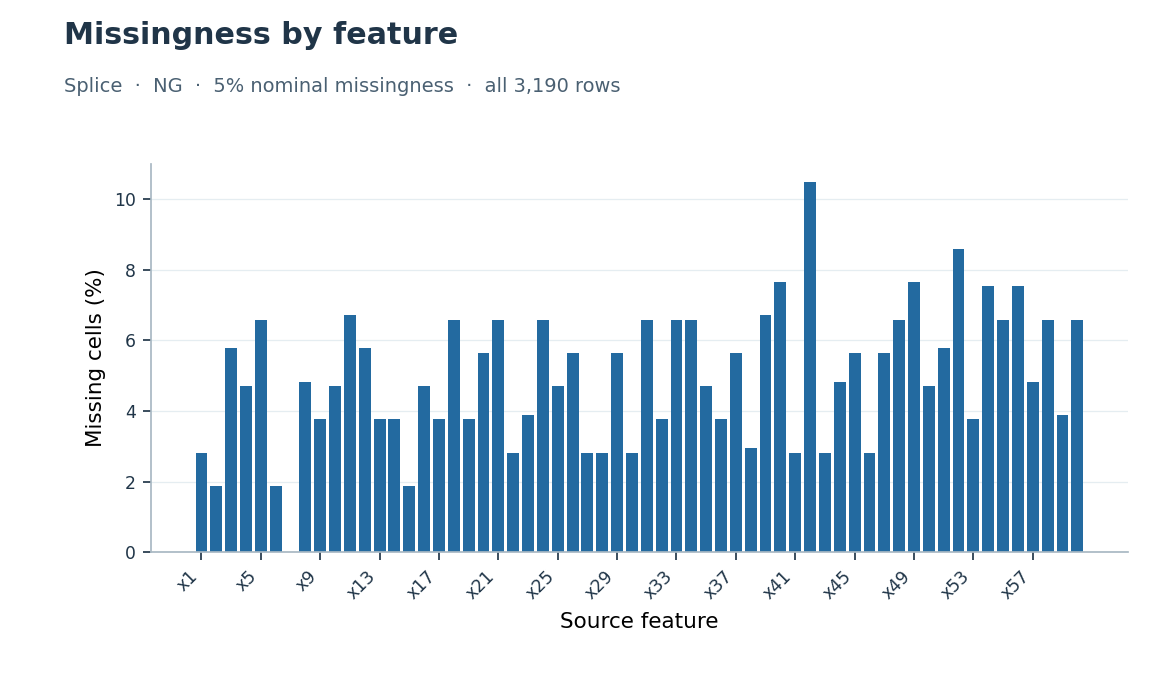 Missingness by feature
Splice · NG · 5% nominal missingness · all 3,190 rows
Missing cells (%)
10
8
6
4
2
0
x1 x5 x9 x13 x17 x21 x25 x29 x33 x37 x41 x45 x49 x53 x57
Source feature